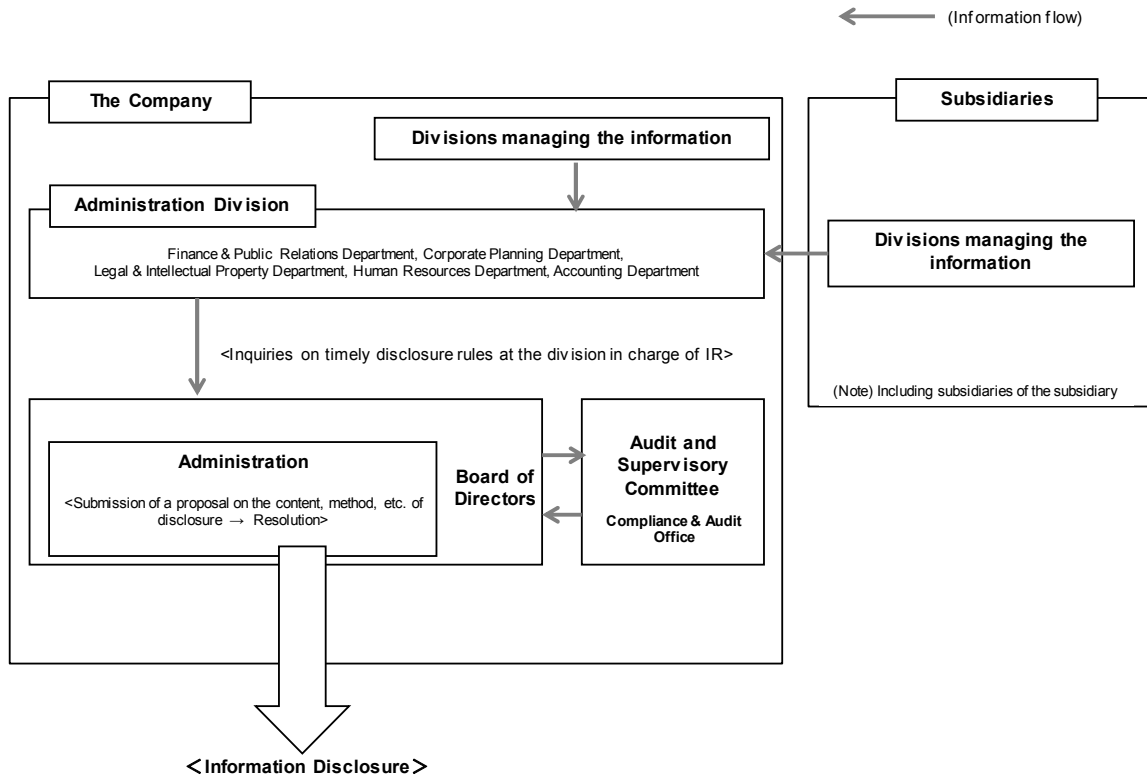 (Information flow)
The Company
Subsidiaries
Divisions managing the information
Administration Division
Finance & Public Relations Department, Corporate Planning Department,
Legal & Intellectual Property Department, Human Resources Department, Accounting Department
Divisions managing the
information
<Inquiries on timely disclosure rules at the division in charge of IR>
(Note) Including subsidiaries of the subsidiary
Administration
<Submission of a proposal on the content, method, etc. of
disclosure → Resolution>
Board of
Directors
Audit and
Supervisory
Committee
Compliance & Audit
Office
<Information Disclosure>